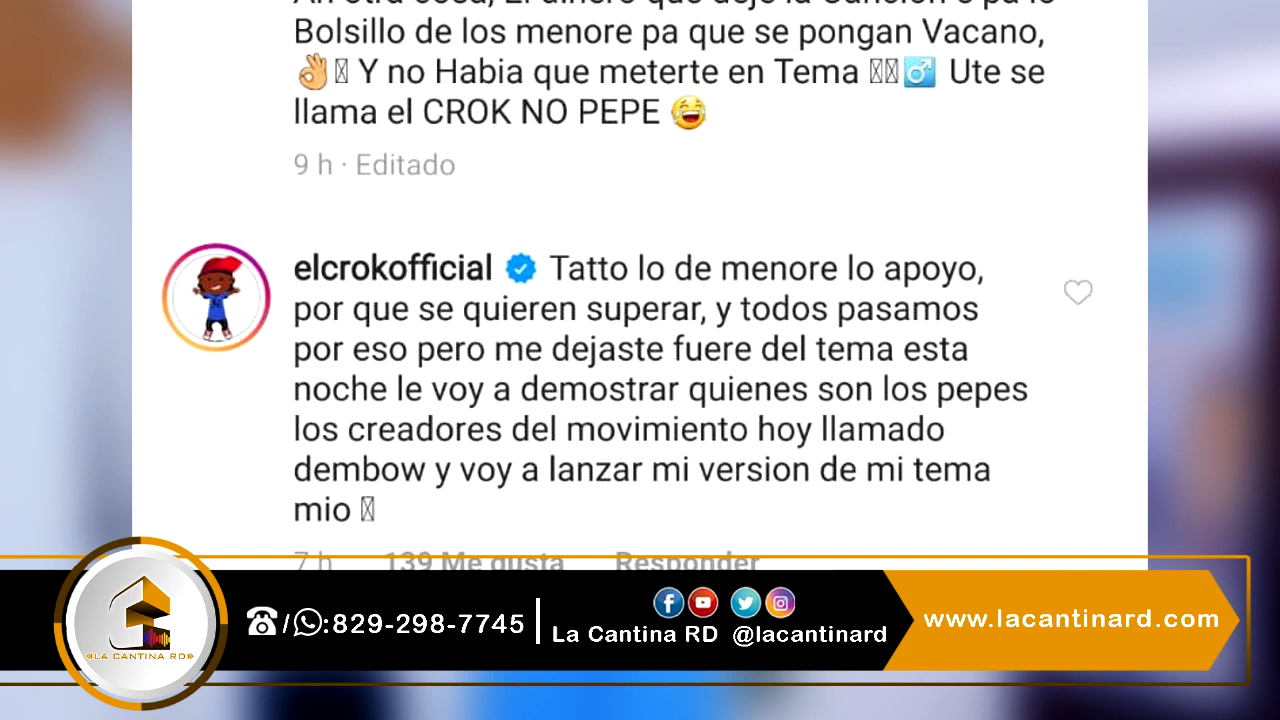 Ah otra cosa, El dinero que deje la Canción e pa lo
Bolsillo de los menore pa que se pongan Vacano,
👌 Y no Habia que meterte en Tema ♂️ Ute se
llama el CROK NO PEPE 😂
9 h · Editado
elcrokofficial Tatto lo de menore lo apoyo,
por que se quieren superar, y todos pasamos
por eso pero me dejaste fuere del tema esta
noche le voy a demostrar quienes son los pepes
los creadores del movimiento hoy llamado
dembow y voy a lanzar mi version de mi tema
mio
7 h 139 Me gusta Responder
«LA CANTINA RD»
/ :829-298-7745
La Cantina RD @lacantinard
www.lacantinard.com